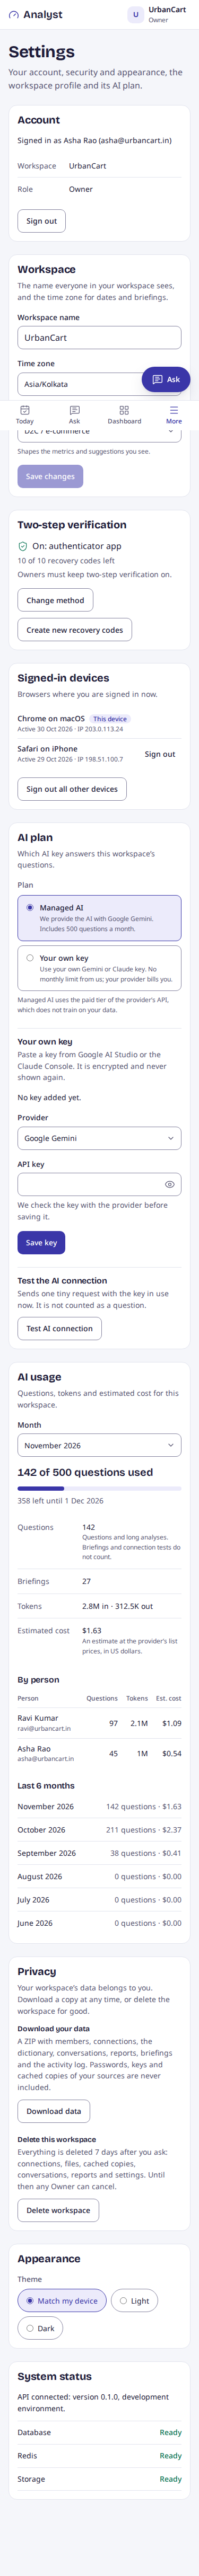 Analyst
U
UrbanCart
Owner
Settings
Your account, security and appearance, the
workspace profile and its AI plan.
Account
Signed in as Asha Rao (asha@urbancart.in)
Workspace UrbanCart
Role Owner
Sign out
Workspace
The name everyone in your workspace sees,
and the time zone for dates and briefings.
Workspace name
UrbanCart
Time zone
Asia/Kolkata
Ask
Today Ask Dashboard More
D2C / e-commerce
Shapes the metrics and suggestions you see.
Save changes
Two-step verification
On: authenticator app
10 of 10 recovery codes left
Owners must keep two-step verification on.
Change method
Create new recovery codes
Signed-in devices
Browsers where you are signed in now.
Chrome on macOS This device
Active 30 Oct 2026 · IP 203.0.113.24
Safari on iPhone
Active 29 Oct 2026 · IP 198.51.100.7
Sign out
Sign out all other devices
AI plan
Which AI key answers this workspace's
questions.
Plan
Managed AI
We provide the AI with Google Gemini.
Includes 500 questions a month.
Your own key
Use your own Gemini or Claude key. No
monthly limit from us; your provider bills you.
Managed AI uses the paid tier of the provider's API,
which does not train on your data.
Your own key
Paste a key from Google AI Studio or the
Claude Console. It is encrypted and never
shown again.
No key added yet.
Provider
Google Gemini
API key
We check the key with the provider before
saving it.
Save key
Test the AI connection
Sends one tiny request with the key in use
now. It is not counted as a question.
Test AI connection
AI usage
Questions, tokens and estimated cost for this
workspace.
Month
November 2026
142 of 500 questions used
358 left until 1 Dec 2026
Questions 142
Questions and long analyses.
Briefings and connection tests do
not count.
Briefings 27
Tokens 2.8M in · 312.5K out
Estimated cost $1.63
An estimate at the provider's list
prices, in US dollars.
By person
Person Questions Tokens Est. cost
Ravi Kumar
ravi@urbancart.in
97 2.1M $1.09
Asha Rao
asha@urbancart.in
45 1M $0.54
Last 6 months
November 2026 142 questions · $1.63
October 2026 211 questions · $2.37
September 2026 38 questions · $0.41
August 2026 0 questions · $0.00
July 2026 0 questions · $0.00
June 2026 0 questions · $0.00
Privacy
Your workspace's data belongs to you.
Download a copy at any time, or delete the
workspace for good.
Download your data
A ZIP with members, connections, the
dictionary, conversations, reports, briefings
and the activity log. Passwords, keys and
cached copies of your sources are never
included.
Download data
Delete this workspace
Everything is deleted 7 days after you ask:
connections, files, cached copies,
conversations, reports and settings. Until
then any Owner can cancel.
Delete workspace
Appearance
Theme
Match my device
Light
Dark
System status
API connected: version 0.1.0, development
environment.
Database Ready
Redis Ready
Storage Ready